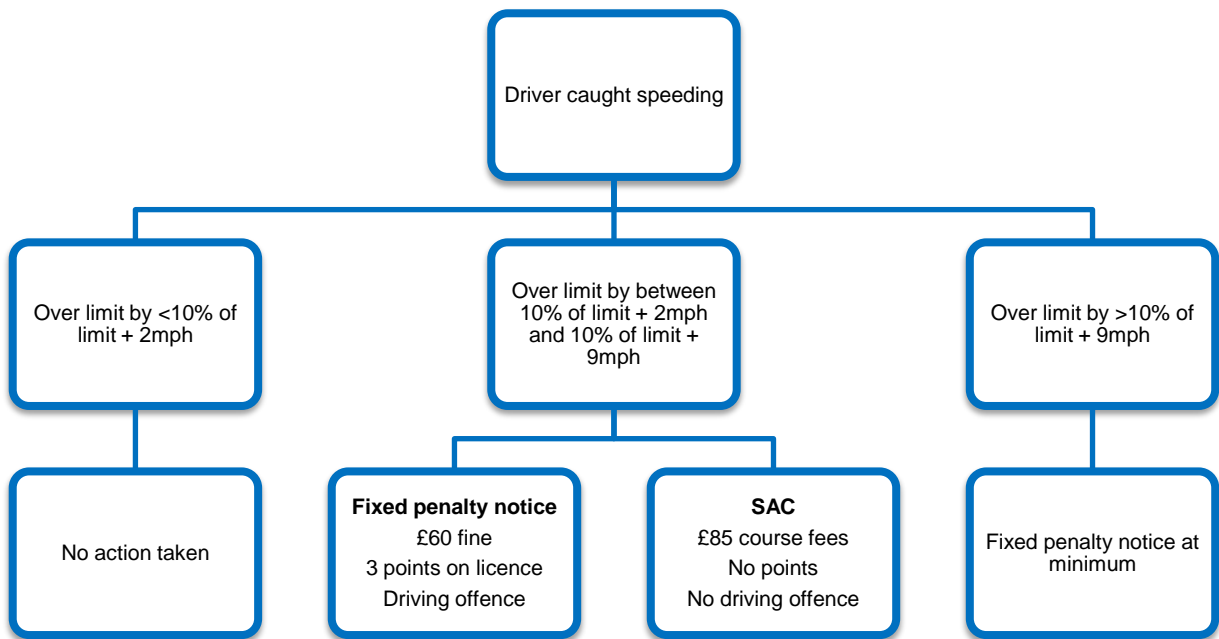 Driver caught speeding
Over limit by <10% of
limit + 2mph
Over limit by between
10% of limit + 2mph
and 10% of limit +
9mph
Over limit by >10% of
limit + 9mph
No action taken
Fixed penalty notice
£60 fine
3 points on licence
Driving offence
SAC
£85 course fees
No points
No driving offence
Fixed penalty notice at
minimum